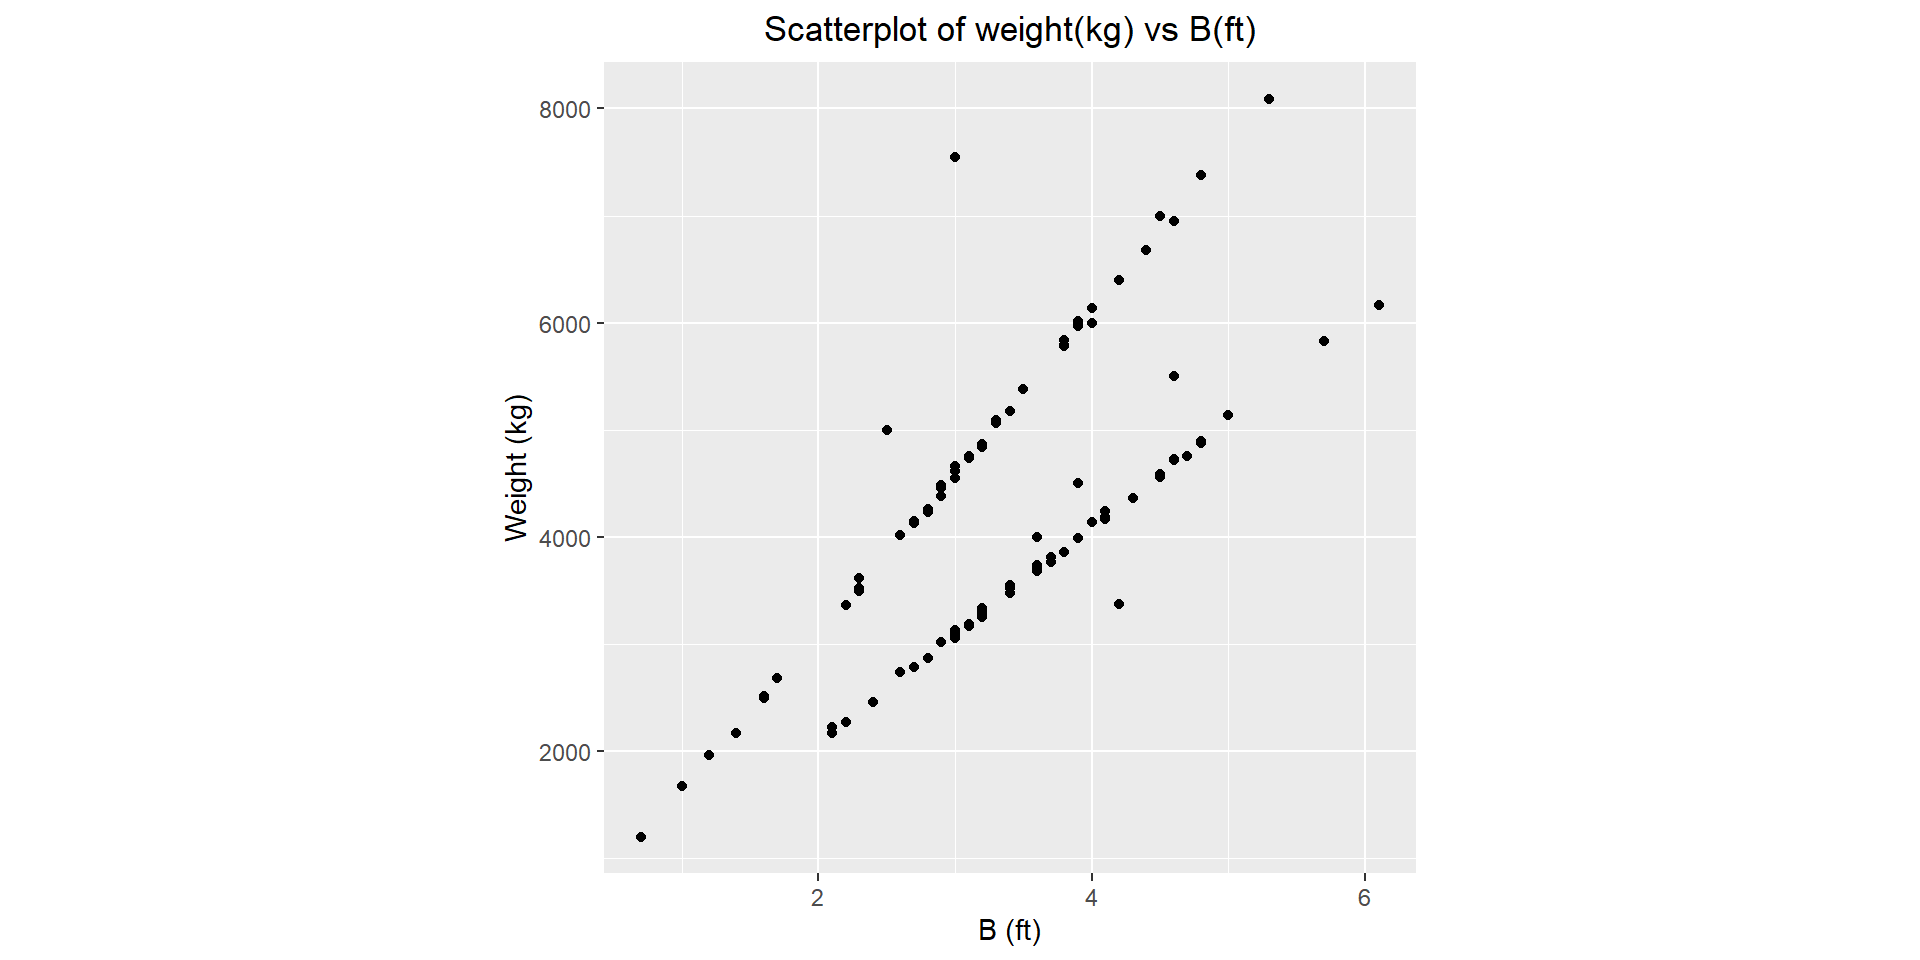 Scatterplot of weight(kg) vs B(ft)
8000
6000
4000
2000
Weight (kg)
2 4 6
B (ft)